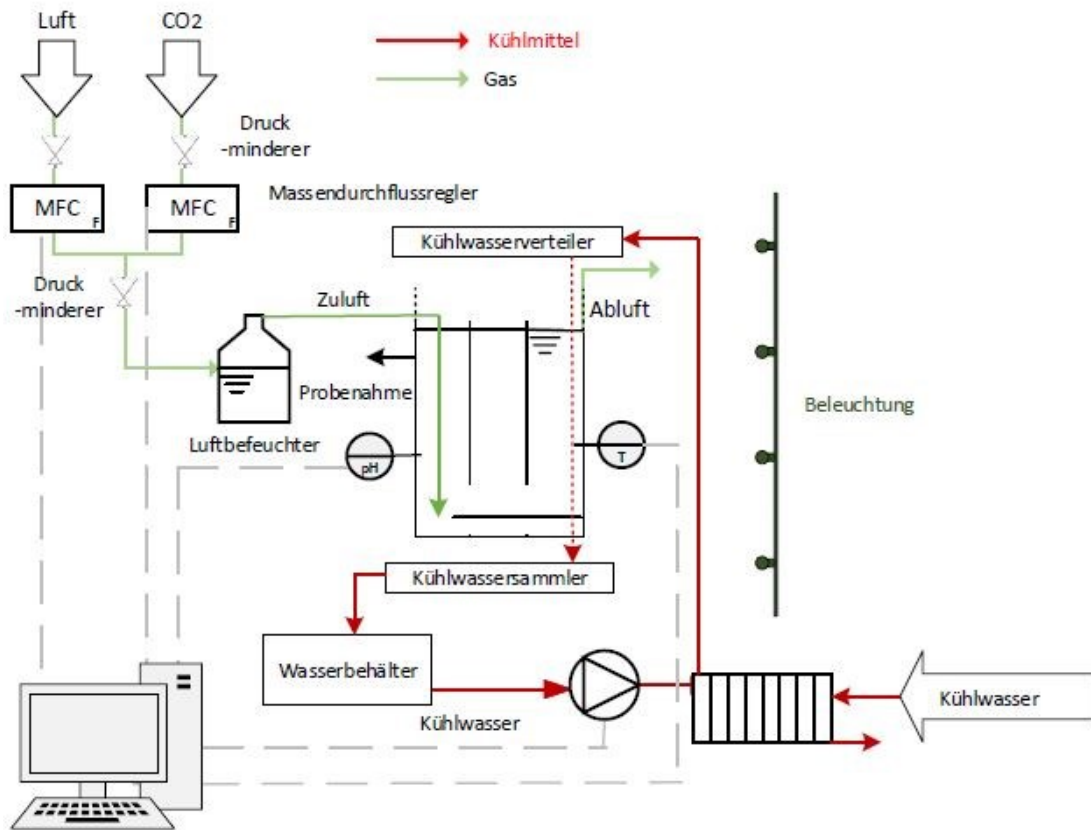 Luft
CO2
Kühlmittel
Gas
Druck
-minderer
MFC
F
MFC
F
Massendurchflussregler
Kühlwasserverteiler
Druck
-minderer
Zuluft
Abluft
Probenahme
Luftbefeuchter
pH
T
Beleuchtung
Kühlwassersammler
Wasserbehälter
Kühlwasser
Kühlwasser